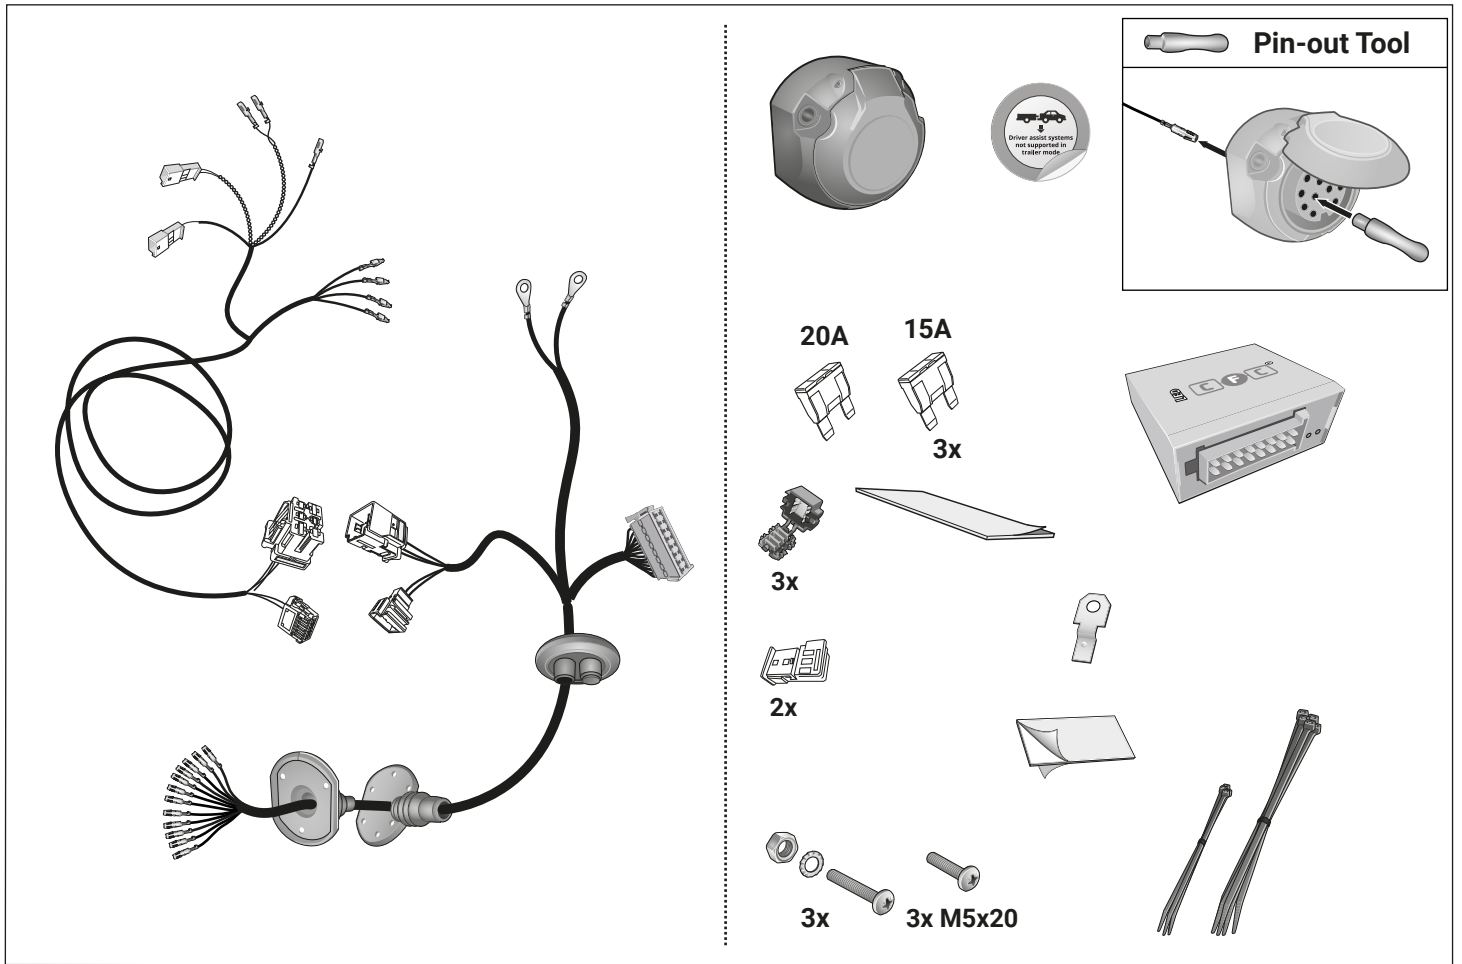 Pin-out Tool
Driver assist systems
not supported in
trailer mode
20A
15A
3x
CFC
3x
2x
3x
3x M5x20